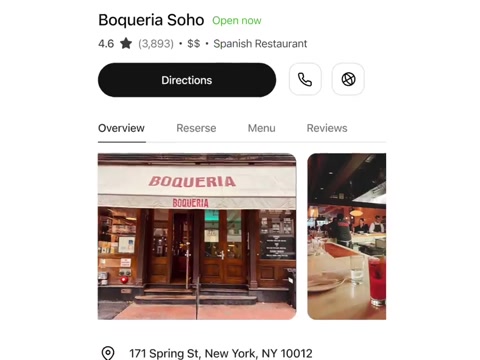 Boqueria Soho Open now
4.6 ★ (3,893) • $$ • Spanish Restaurant
Directions
Overview Reserse Menu Reviews
BOQUERIA
BOQUERIA
171 Spring St, New York, NY 10012